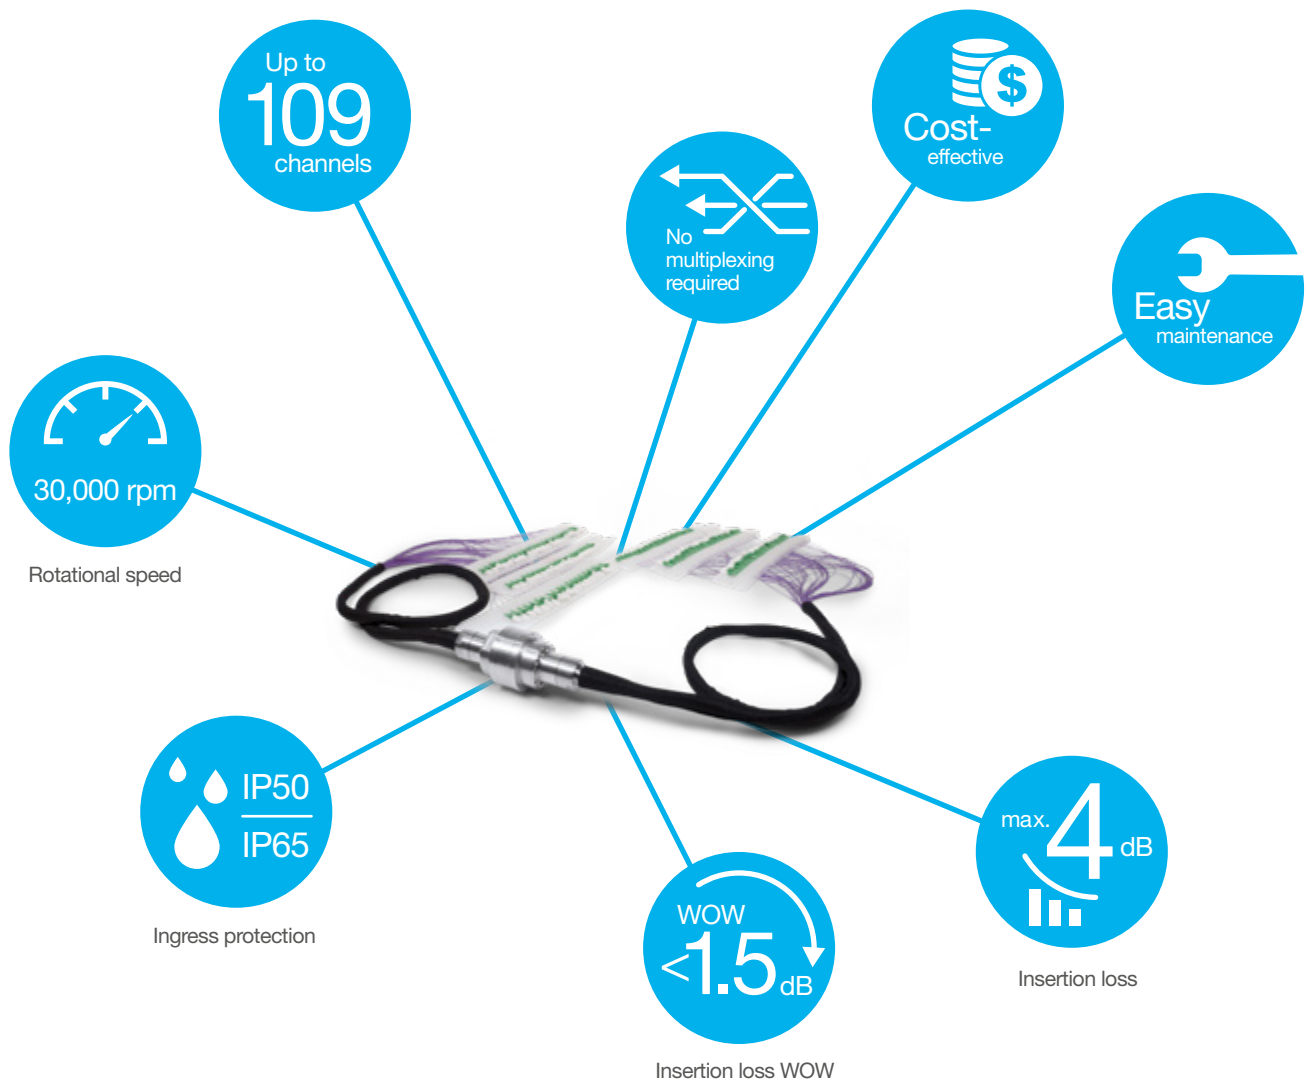 Up to
109
channels
$
Cost-
effective
No
multiplexing
required
Easy
maintenance
30,000 rpm
Rotational speed
IP50
IP65
Ingress protection
WOW
<1.5 dB
Insertion loss WOW
max. 4 dB
Insertion loss